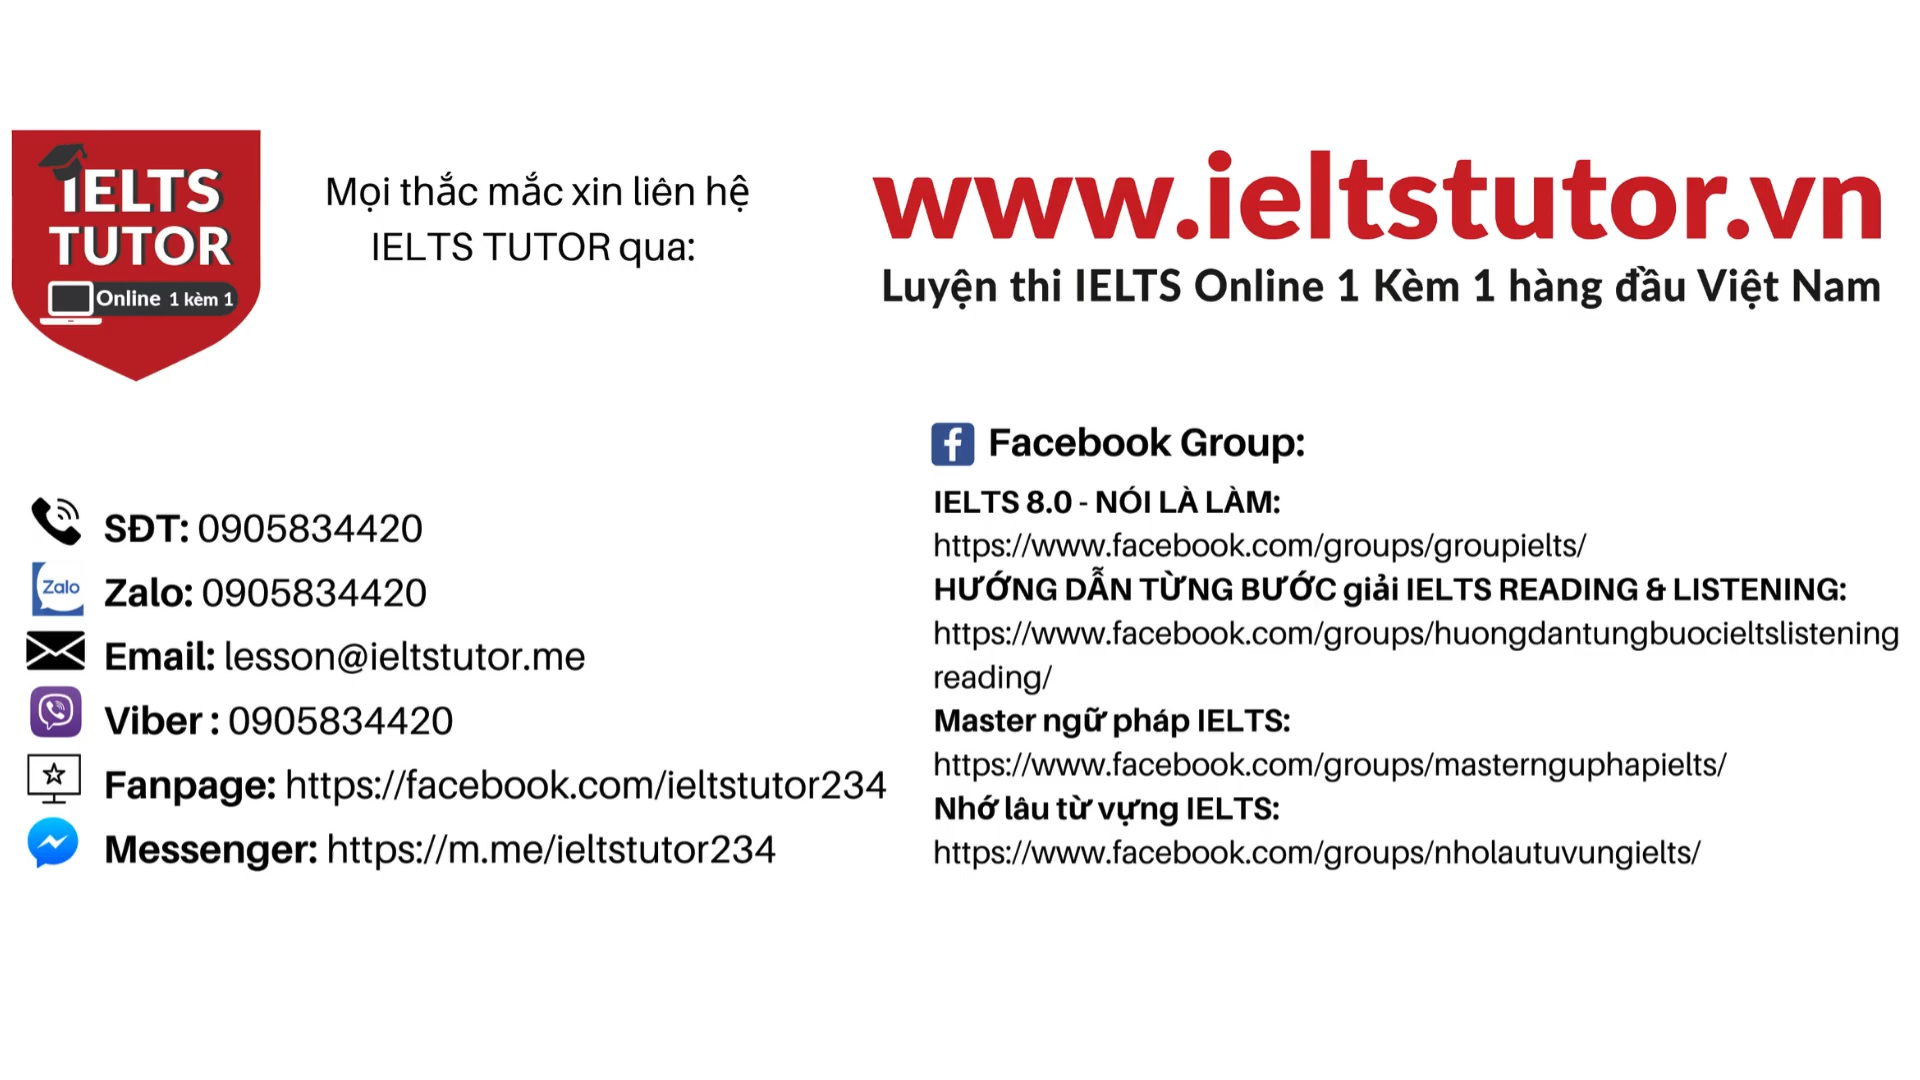 IELTS
TUTOR
Online 1 kèm 1
Mọi thắc mắc xin liên hệ
IELTS TUTOR qua:
www.ieltstutor.vn
Luyện thi IELTS Online 1 Kèm 1 hàng đầu Việt Nam
SĐT: 0905834420
Zalo
Zalo: 0905834420
Email: lesson@ieltstutor.me
Viber : 0905834420
Fanpage: https://facebook.com/ieltstutor234
Messenger: https://m.me/ieltstutor234
Facebook Group:
IELTS 8.0 - NÓI LÀ LÀM:
https://www.facebook.com/groups/groupielts/
HƯỚNG DẪN TỪNG BƯỚC giải IELTS READING & LISTENING:
https://www.facebook.com/groups/huongdantungbuocieltslistening
reading/
Master ngữ pháp IELTS:
https://www.facebook.com/groups/masternguphapielts/
Nhớ lâu từ vựng IELTS:
https://www.facebook.com/groups/nholautuvungielts/